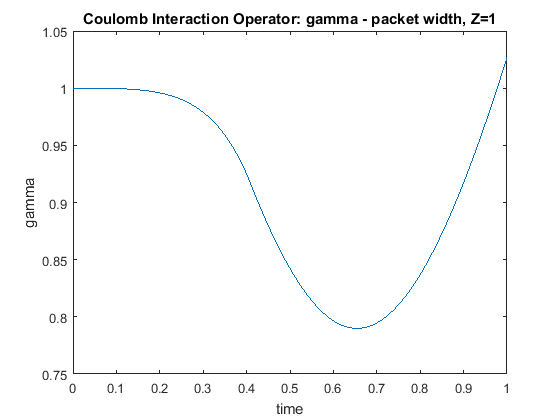 Coulomb Interaction Operator: gamma - packet width, Z=1
1.05
1
0.95
0.9
0.85
0.8
0.75
gamma
0 0.1 0.2 0.3 0.4 0.5 0.6 0.7 0.8 0.9 1
time